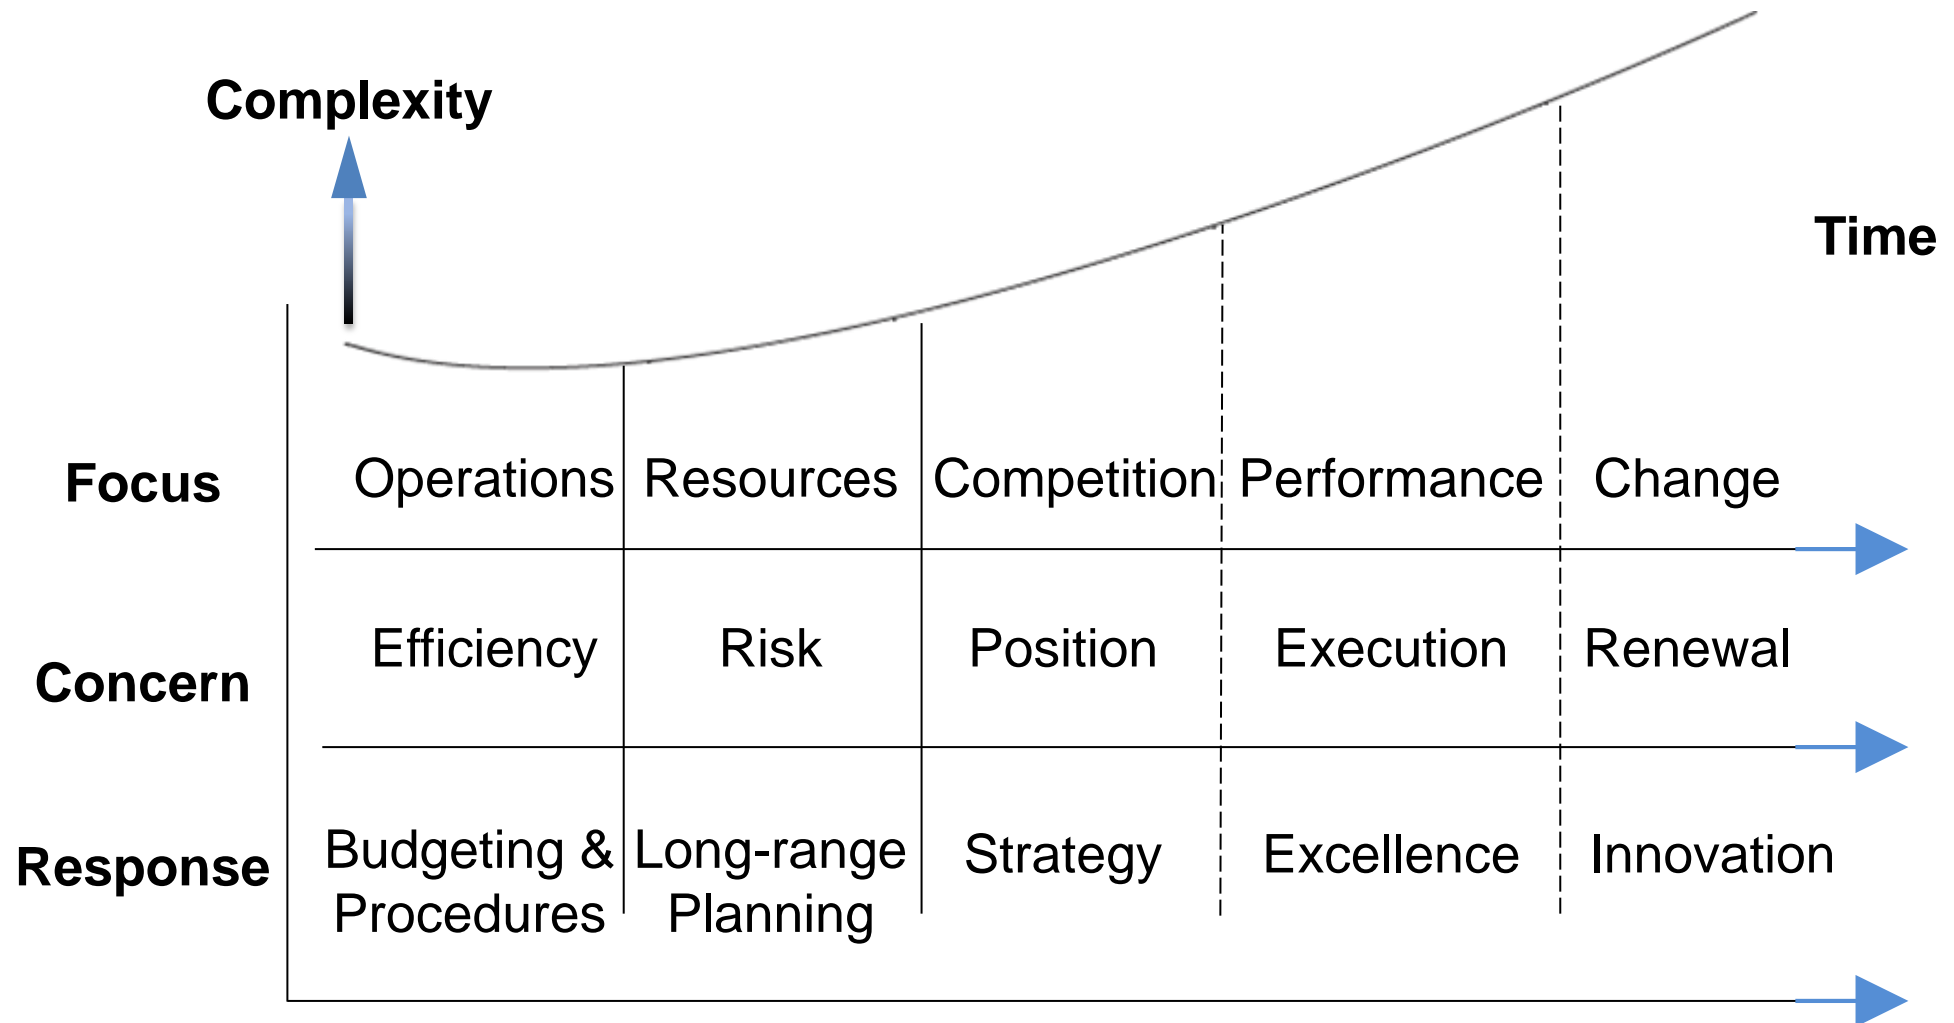 Complexity
Time
Focus
Operations
Resources
Competition
Performance
Change
Concern
Efficiency
Risk
Position
Execution
Renewal
Response
Budgeting &
Procedures
Long-range
Planning
Strategy
Excellence
Innovation